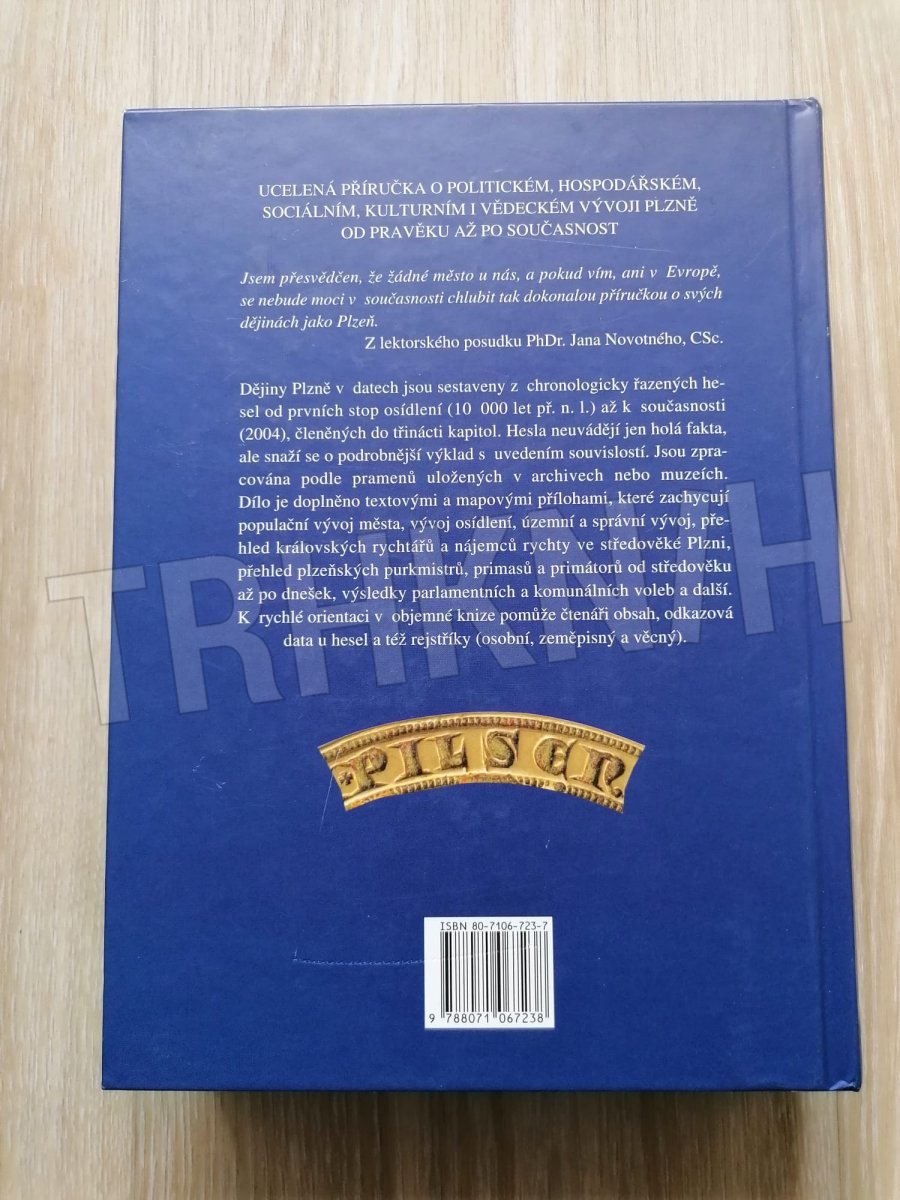 UCELENÁ PŘÍRUČKA O POLITICKÉM, HOSPODÁŘSKÉM,
SOCIÁLNÍM, KULTURNÍM I VĚDECKÉM VÝVOJI PLZNĚ
OD PRAVĚKU AŽ PO SOUČASNOST
Jsem přesvědčen, že žádné město u nás, a pokud vím, ani v Evropě,
se nebude moci v současnosti chlubit tak dokonalou příručkou o svých
dějinách jako Plzeň.
Z lektorského posudku PhDr. Jana Novotného, CSc.
Dějiny Plzně v datech jsou sestaveny z chronologicky řazených he-
sel od prvních stop osídlení (10 000 let př. n. l.) až k současnosti
(2004), členěných do třinácti kapitol. Hesla neuvádějí jen holá fakta,
ale snaží se o podrobnější výklad s uvedením souvislostí. Jsou zpra-
cována podle pramenů uložených v archivech nebo muzeích.
Dílo je doplněno textovými a mapovými přílohami, které zachycují
populační vývoj města, vývoj osídlení, územní a správní vývoj, pře-
hled královských rychtářů a nájemců rychty ve středověké Plzni,
přehled plzeňských purkmistrů, primasů a primátorů od středověku
až po dnešek, výsledky parlamentních a komunálních voleb a další.
K rychlé orientaci v objemné knize pomůže čtenáři obsah, odkazová
data u hesel a též rejstříky (osobní, zeměpisný a věcný).
TRHKNIH
PILSEN
ISBN 80-7106-723-7
9 788071 067238